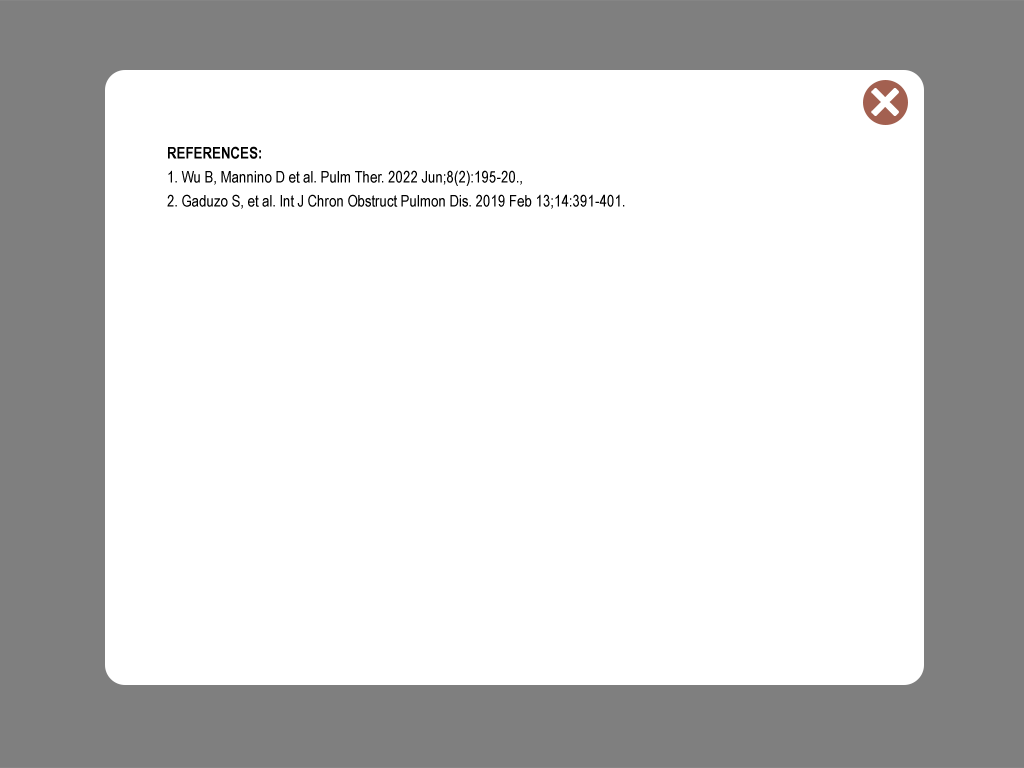 REFERENCES:
1. Wu B, Mannino D et al. Pulm Ther. 2022 Jun;8(2):195-20.,
2. Gaduzo S, et al. Int J Chron Obstruct Pulmon Dis. 2019 Feb 13;14:391-401.